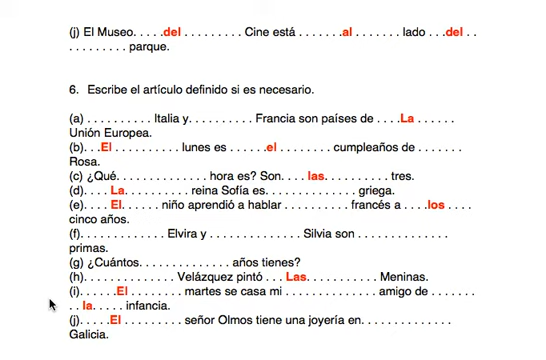 (j) El Museo. . . . .del . . . . . . . . . Cine está . . . . . . .al . . . . . . . lado . . .del . .
. . . . . . . . . . parque.
6. Escribe el artículo definido si es necesario.
(a) . . . . . . . . . . Italia y. . . . . . . . . . Francia son países de . . . .La . . . . . .
Unión Europea.
(b). . .El . . . . . . . . . . lunes es . . . . . .el . . . . . . . . cumpleaños de . . . . . . .
Rosa.
(c) ¿Qué. . . . . . . . . . . . . . hora es? Son. . . . las. . . . . . . . . . tres.
(d). . . . La. . . . . . . . . . reina Sofía es. . . . . . . . . . . . . . griega.
(e). . . . El. . . . . . niño aprendió a hablar . . . . . . . . . . francés a . . . .los . . . .
cinco años.
(f). . . . . . . . . . . . . Elvira y . . . . . . . . . . . . . Silvia son . . . . . . . . . . . . . .
primas.
(g) ¿Cuántos. . . . . . . . . . . . . . años tienes?
(h). . . . . . . . . . . . . . Velázquez pintó . . . Las. . . . . . . . . . Meninas.
(i). . . . . .El . . . . . . . . . martes se casa mi . . . . . . . . . . . . . . amigo de . . . . . . .
. . la. . . . . infancia.
(j). . . . .El . . . . . . . . . . señor Olmos tiene una joyería en. . . . . . . . . . . . . .
Galicia.